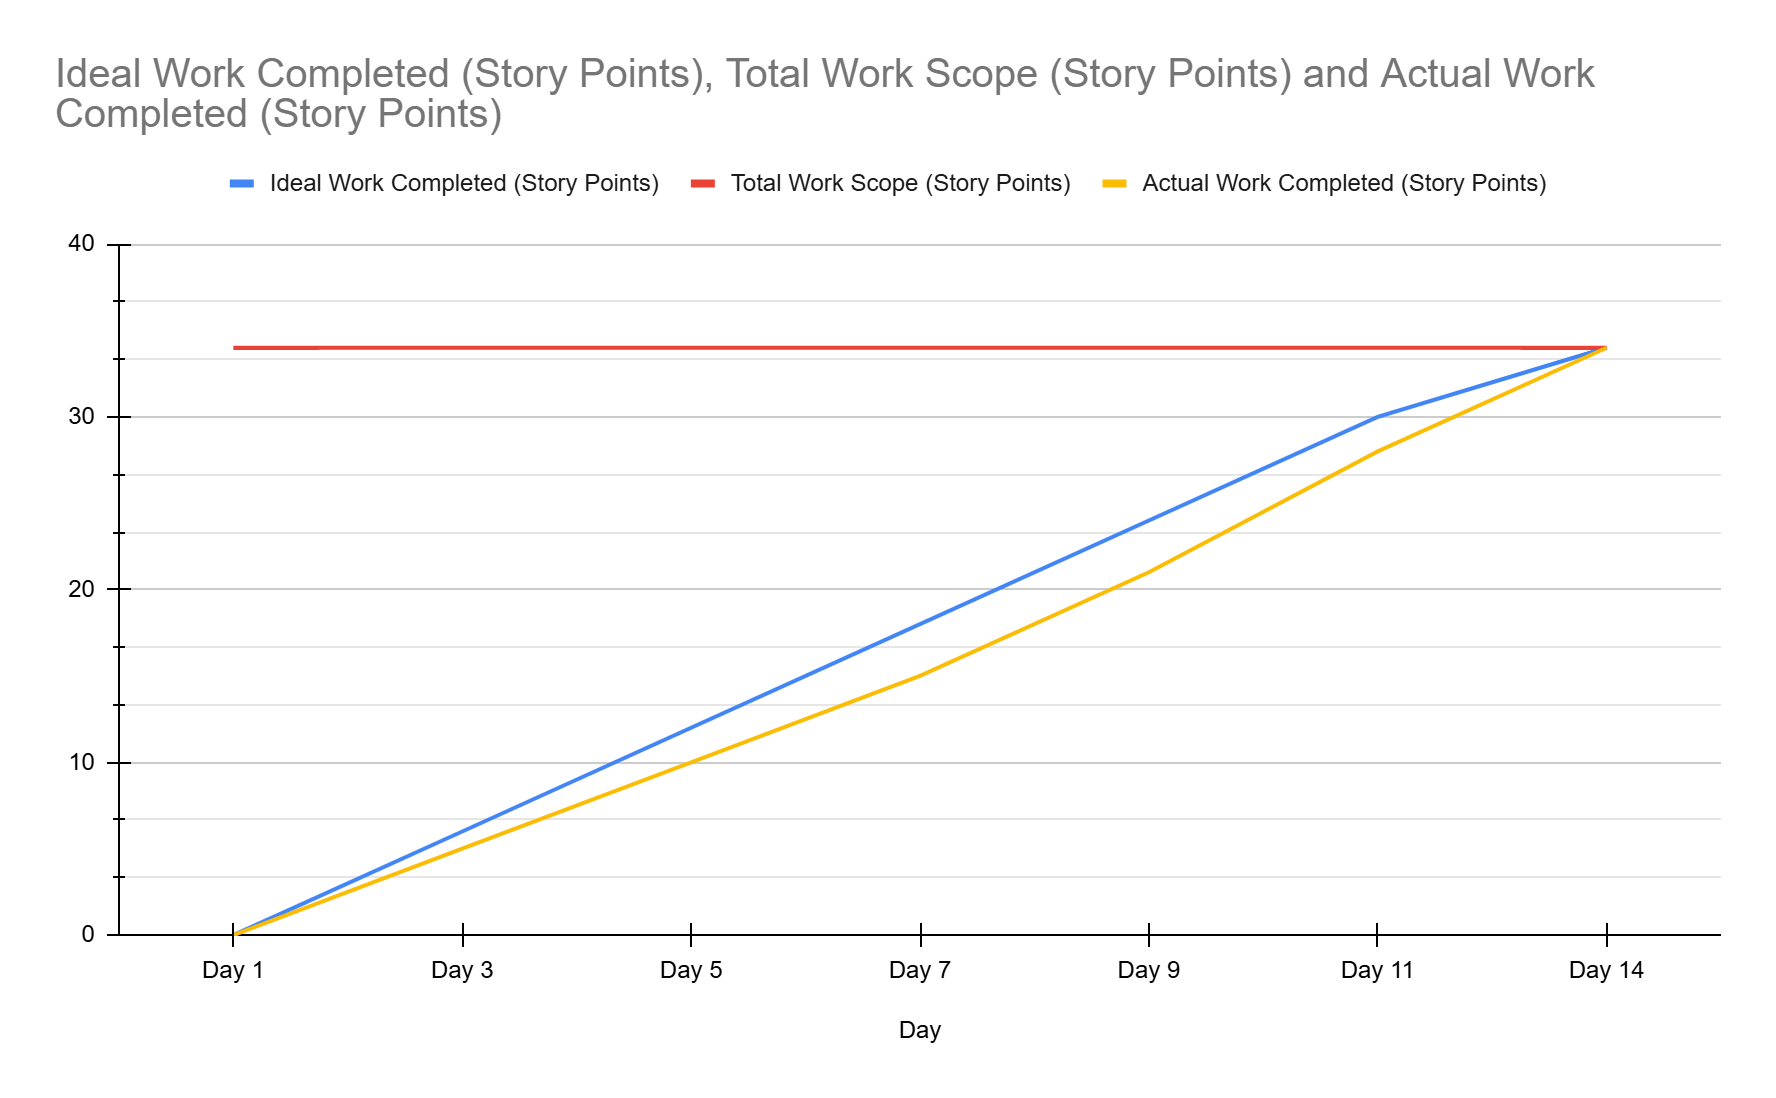 Ideal Work Completed (Story Points), Total Work Scope (Story Points) and Actual Work
Completed (Story Points)
Ideal Work Completed (Story Points) Total Work Scope (Story Points) Actual Work Completed (Story Points)
40
30
20
10
0
Day 1 Day 3 Day 5 Day 7 Day 9 Day 11 Day 14
Day